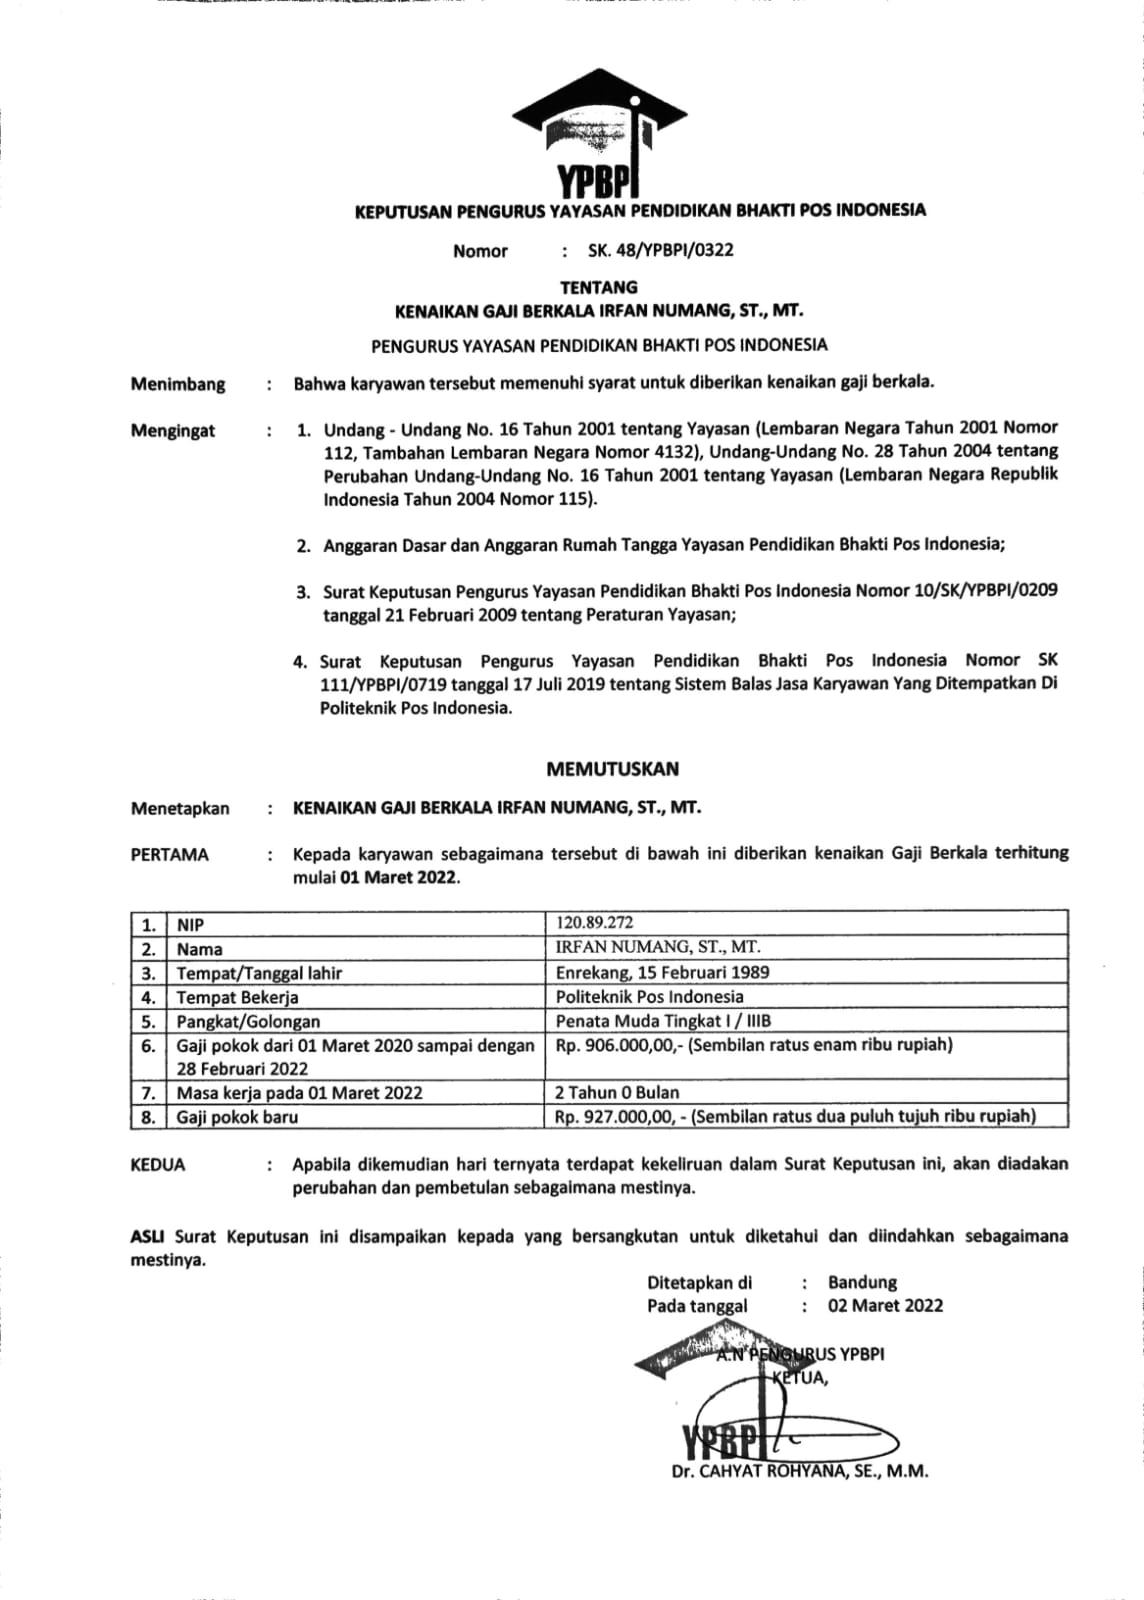 YPBPI
KEPUTUSAN PENGURUS YAYASAN PENDIDIKAN BHAKTI POS INDONESIA
Nomor : SK. 48/YPBPI/0322
TENTANG
KENAIKAN GAJI BERKALA IRFAN NUMANG, ST., MT.
PENGURUS YAYASAN PENDIDIKAN BHAKTI POS INDONESIA
Menimbang : Bahwa karyawan tersebut memenuhi syarat untuk diberikan kenaikan gaji berkala.
Mengingat : 1. Undang - Undang No. 16 Tahun 2001 tentang Yayasan (Lembaran Negara Tahun 2001 Nomor
112, Tambahan Lembaran Negara Nomor 4132), Undang-Undang No. 28 Tahun 2004 tentang
Perubahan Undang-Undang No. 16 Tahun 2001 tentang Yayasan (Lembaran Negara Republik
Indonesia Tahun 2004 Nomor 115).
2. Anggaran Dasar dan Anggaran Rumah Tangga Yayasan Pendidikan Bhakti Pos Indonesia;
3. Surat Keputusan Pengurus Yayasan Pendidikan Bhakti Pos Indonesia Nomor 10/SK/YPBPI/0209
tanggal 21 Februari 2009 tentang Peraturan Yayasan;
4. Surat Keputusan Pengurus Yayasan Pendidikan Bhakti Pos Indonesia Nomor SK
111/YPBPI/0719 tanggal 17 Juli 2019 tentang Sistem Balas Jasa Karyawan Yang Ditempatkan Di
Politeknik Pos Indonesia.
MEMUTUSKAN
Menetapkan : KENAIKAN GAJI BERKALA IRFAN NUMANG, ST., MT.
PERTAMA : Kepada karyawan sebagaimana tersebut di bawah ini diberikan kenaikan Gaji Berkala terhitung
mulai 01 Maret 2022.
1. NIP 120.89.272
2. Nama IRFAN NUMANG, ST., MT.
3. Tempat/Tanggal lahir Enrekang, 15 Februari 1989
4. Tempat Bekerja Politeknik Pos Indonesia
5. Pangkat/Golongan Penata Muda Tingkat I / IIIB
6. Gaji pokok dari 01 Maret 2020 sampai dengan Rp. 906.000,00,- (Sembilan ratus enam ribu rupiah)
28 Februari 2022
7. Masa kerja pada 01 Maret 2022 2 Tahun 0 Bulan
8. Gaji pokok baru Rp. 927.000,00, - (Sembilan ratus dua puluh tujuh ribu rupiah)
KEDUA : Apabila dikemudian hari ternyata terdapat kekeliruan dalam Surat Keputusan ini, akan diadakan
perubahan dan pembetulan sebagaimana mestinya.
ASLI Surat Keputusan ini disampaikan kepada yang bersangkutan untuk diketahui dan diindahkan sebagaimana
mestinya.
Ditetapkan di : Bandung
Pada tanggal : 02 Maret 2022
A.N PENGURUS YPBPI
KETUA,
YPBPI
Dr. CAHYAT ROHYANA, SE., M.M.